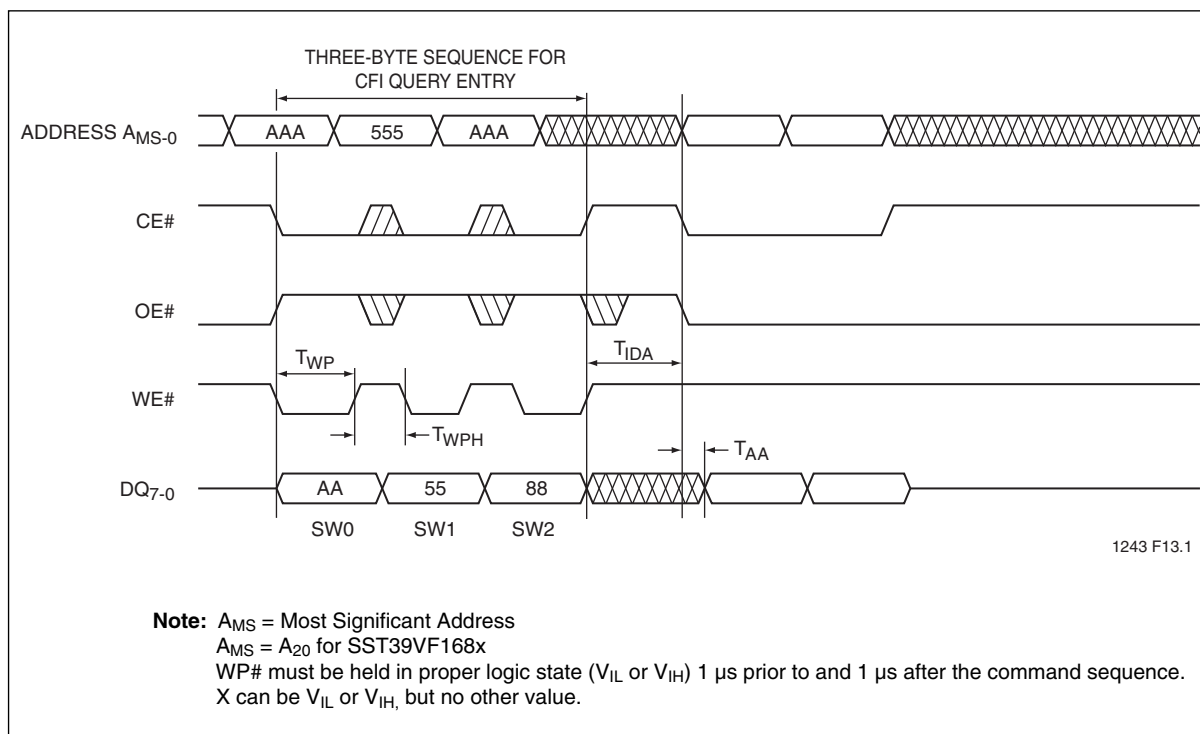 THREE-BYTE SEQUENCE FOR
CFI QUERY ENTRY
ADDRESS AMS-0
AAA
555
AAA
CE#
OE#
TWP
TIDA
WE#
TWPH
TAA
DQ7-0
AA
55
88
SW0
SW1
SW2
1243 F13.1
Note: AMS = Most Significant Address
AMS = A20 for SST39VF168x
WP# must be held in proper logic state (VIL or VIH) 1 µs prior to and 1 µs after the command sequence.
X can be VIL or VIH, but no other value.